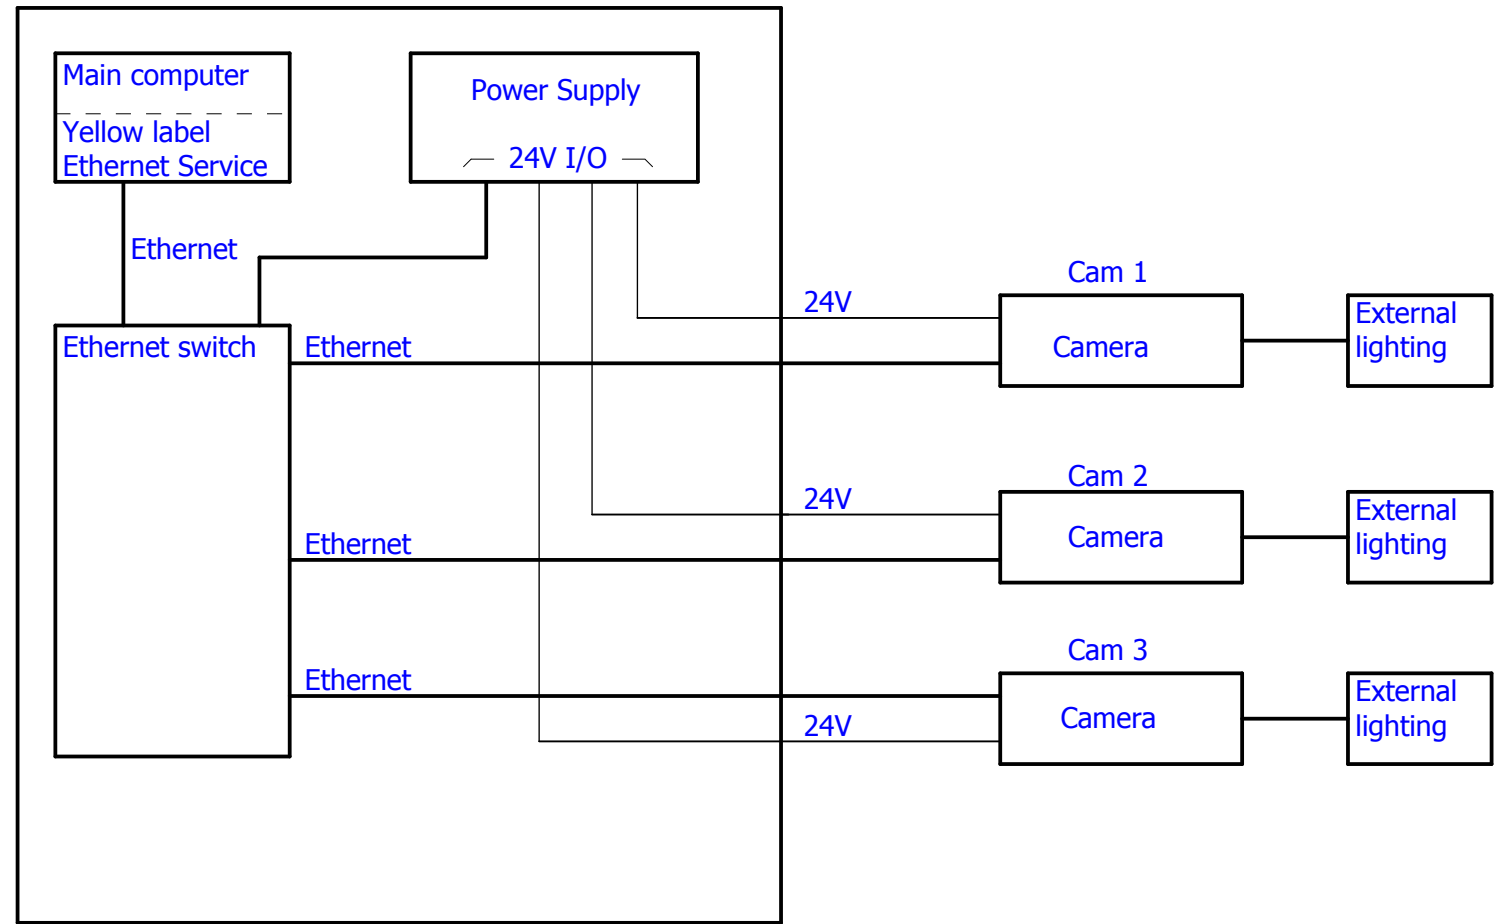 Main computer
Yellow label
Ethernet Service
Power Supply
24V I/O
Ethernet
Cam 1
24V
External
lighting
Ethernet switch
Ethernet
Camera
Cam 2
24V
External
lighting
Ethernet
Camera
Cam 3
Ethernet
External
lighting
24V
Camera